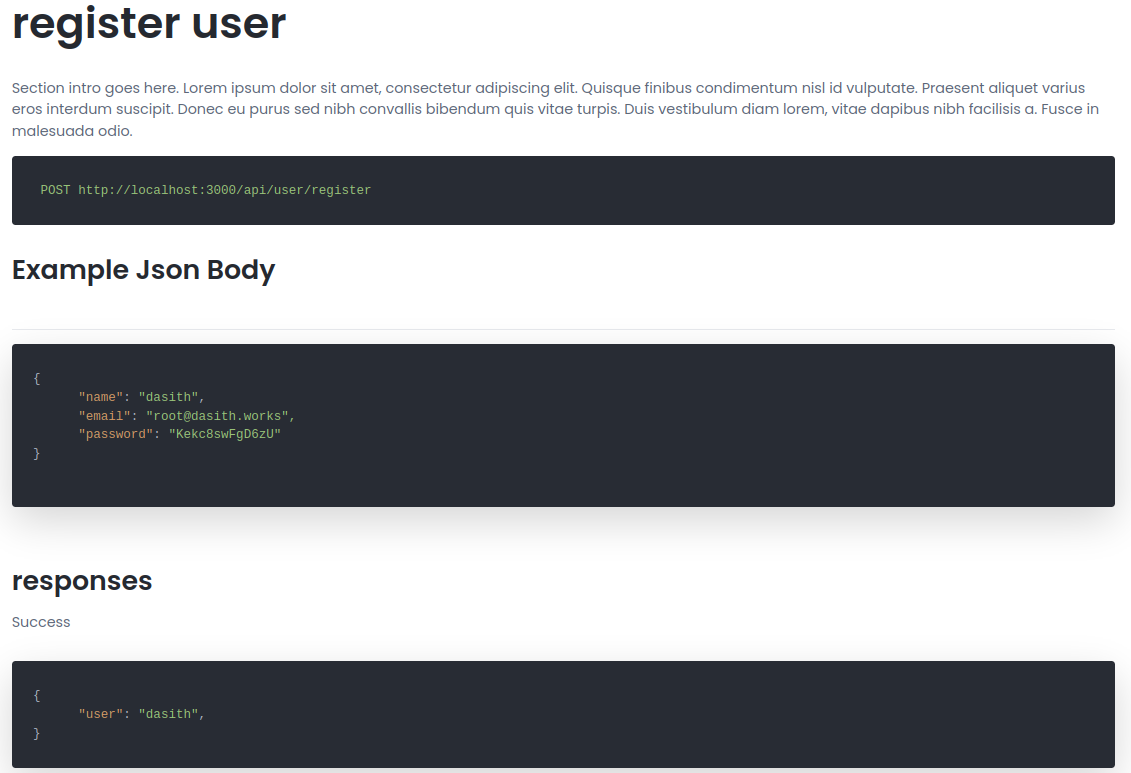 register user
Section intro goes here. Lorem ipsum dolor sit amet, consectetur adipiscing elit. Quisque finibus condimentum nisl id vulputate. Praesent aliquet varius
eros interdum suscipit. Donec eu purus sed nibh convallis bibendum quis vitae turpis. Duis vestibulum diam lorem, vitae dapibus nibh facilisis a. Fusce in
malesuada odio.
POST http://localhost:3000/api/user/register
Example Json Body
{
"name": "dasith",
"email": "root@dasith.works",
"password": "Kekc8swFgD6zU"
}
responses
Success
{
"user": "dasith",
}